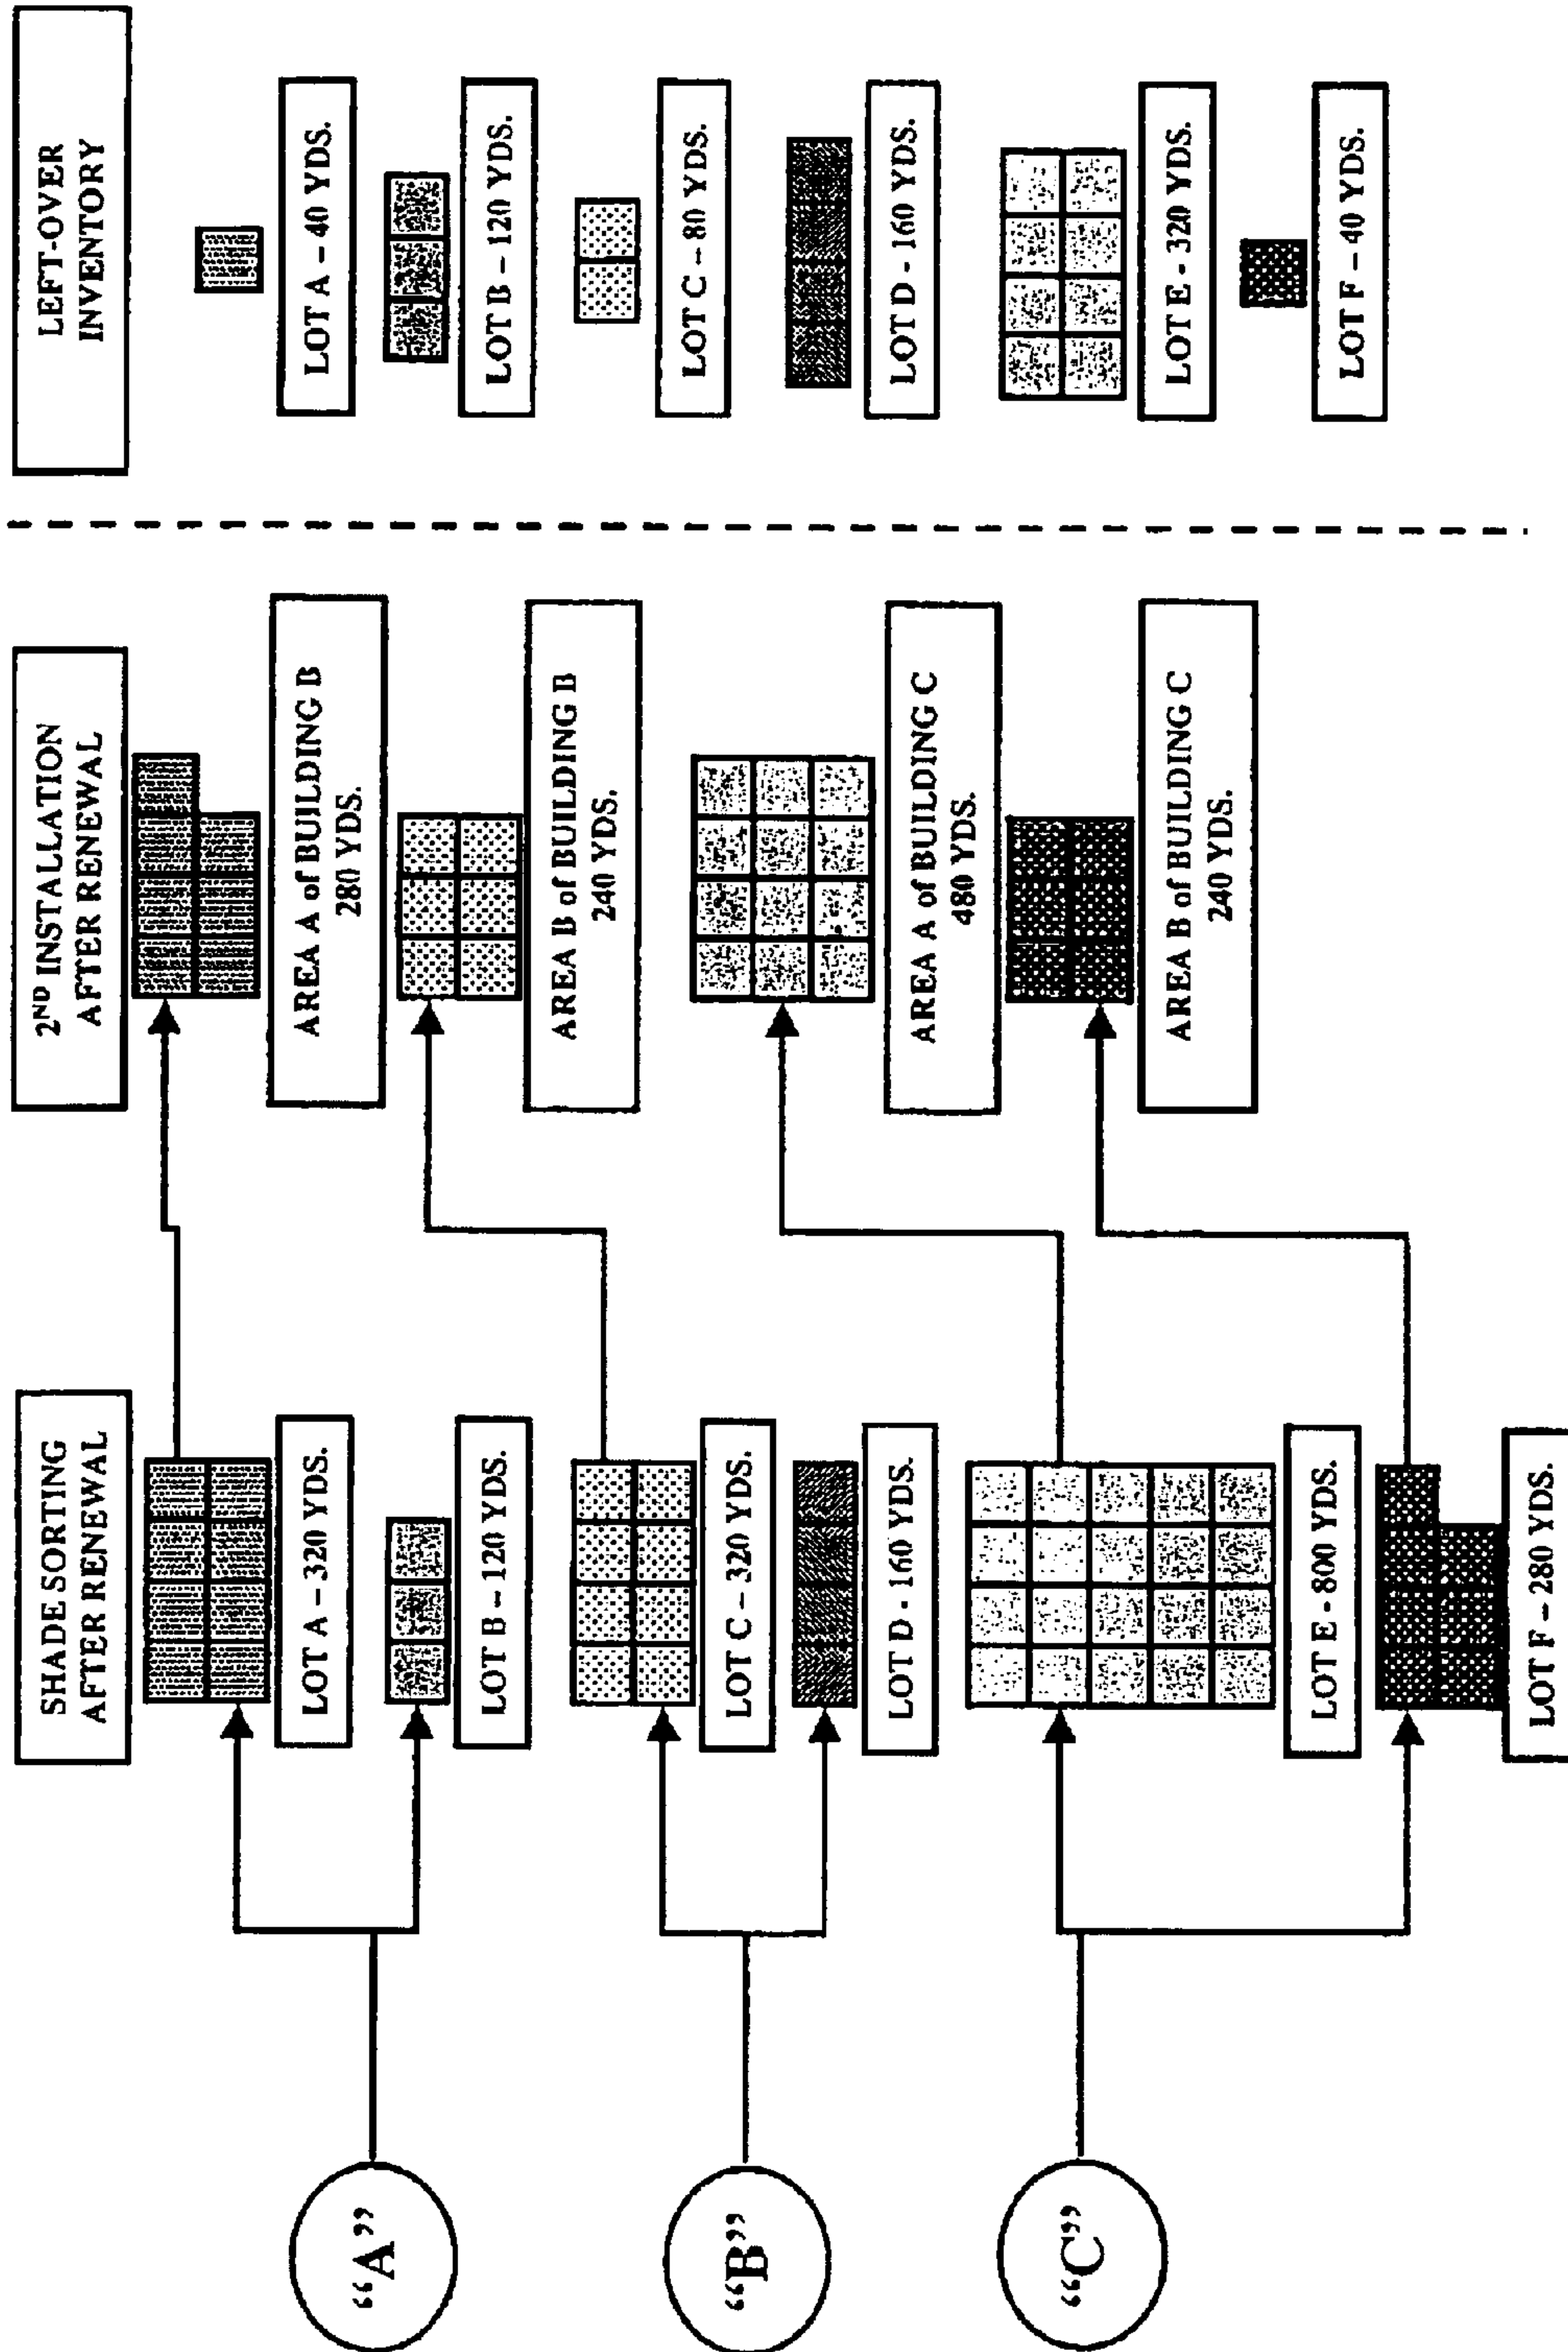 "A"
"B"
"C"
SHADE SORTING
AFTER RENEWAL
LOT A – 320 YDS.
LOT B – 120 YDS.
LOT C – 320 YDS.
LOT D - 160 YDS.
LOT E - 800 YDS.
LOT F – 280 YDS.
2ND INSTALLATION
AFTER RENEWAL
AREA A of BUILDING B
280 YDS.
AREA B of BUILDING B
240 YDS.
AREA A of BUILDING C
480 YDS.
AREA B of BUILDING C
240 YDS.
LEFT-OVER
INVENTORY
LOT A – 40 YDS.
LOT B – 120 YDS.
LOT C – 80 YDS.
LOT D - 160 YDS.
LOT E - 320 YDS.
LOT F – 40 YDS.